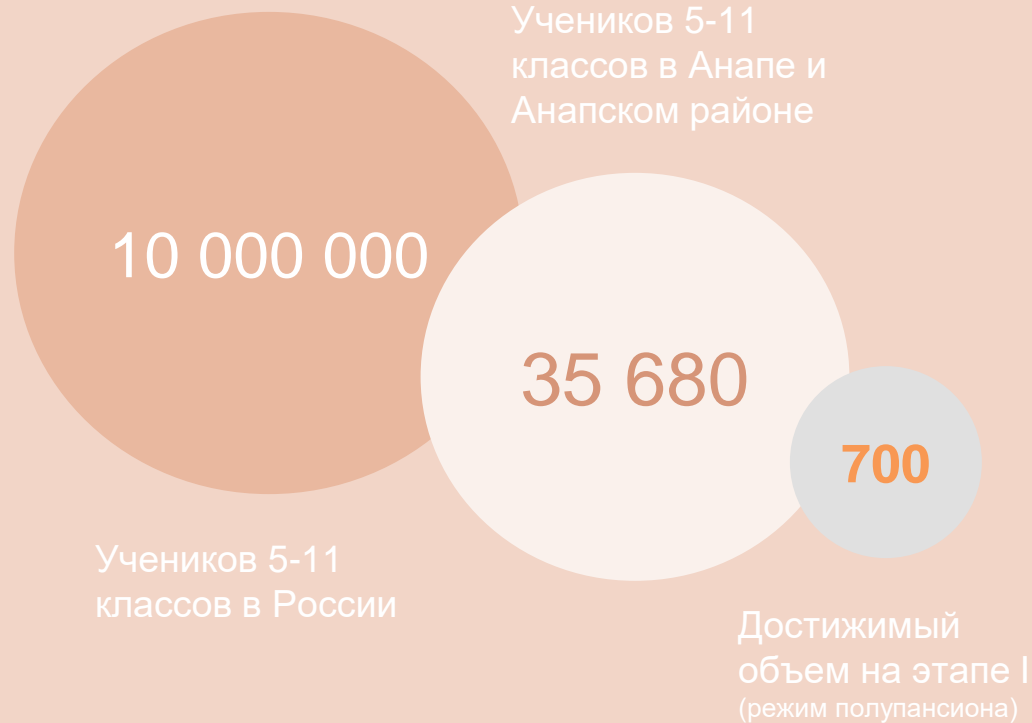 Учеников 5-11
классов в Анапе и
Анапском районе
10 000 000
35 680
700
Учеников 5-11
классов в России
Достижимый
объем на этапе I
(режим полупансиона)